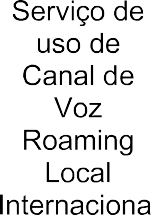 Serviço de
uso de
Canal de
Voz
Roaming
Local
Internaciona